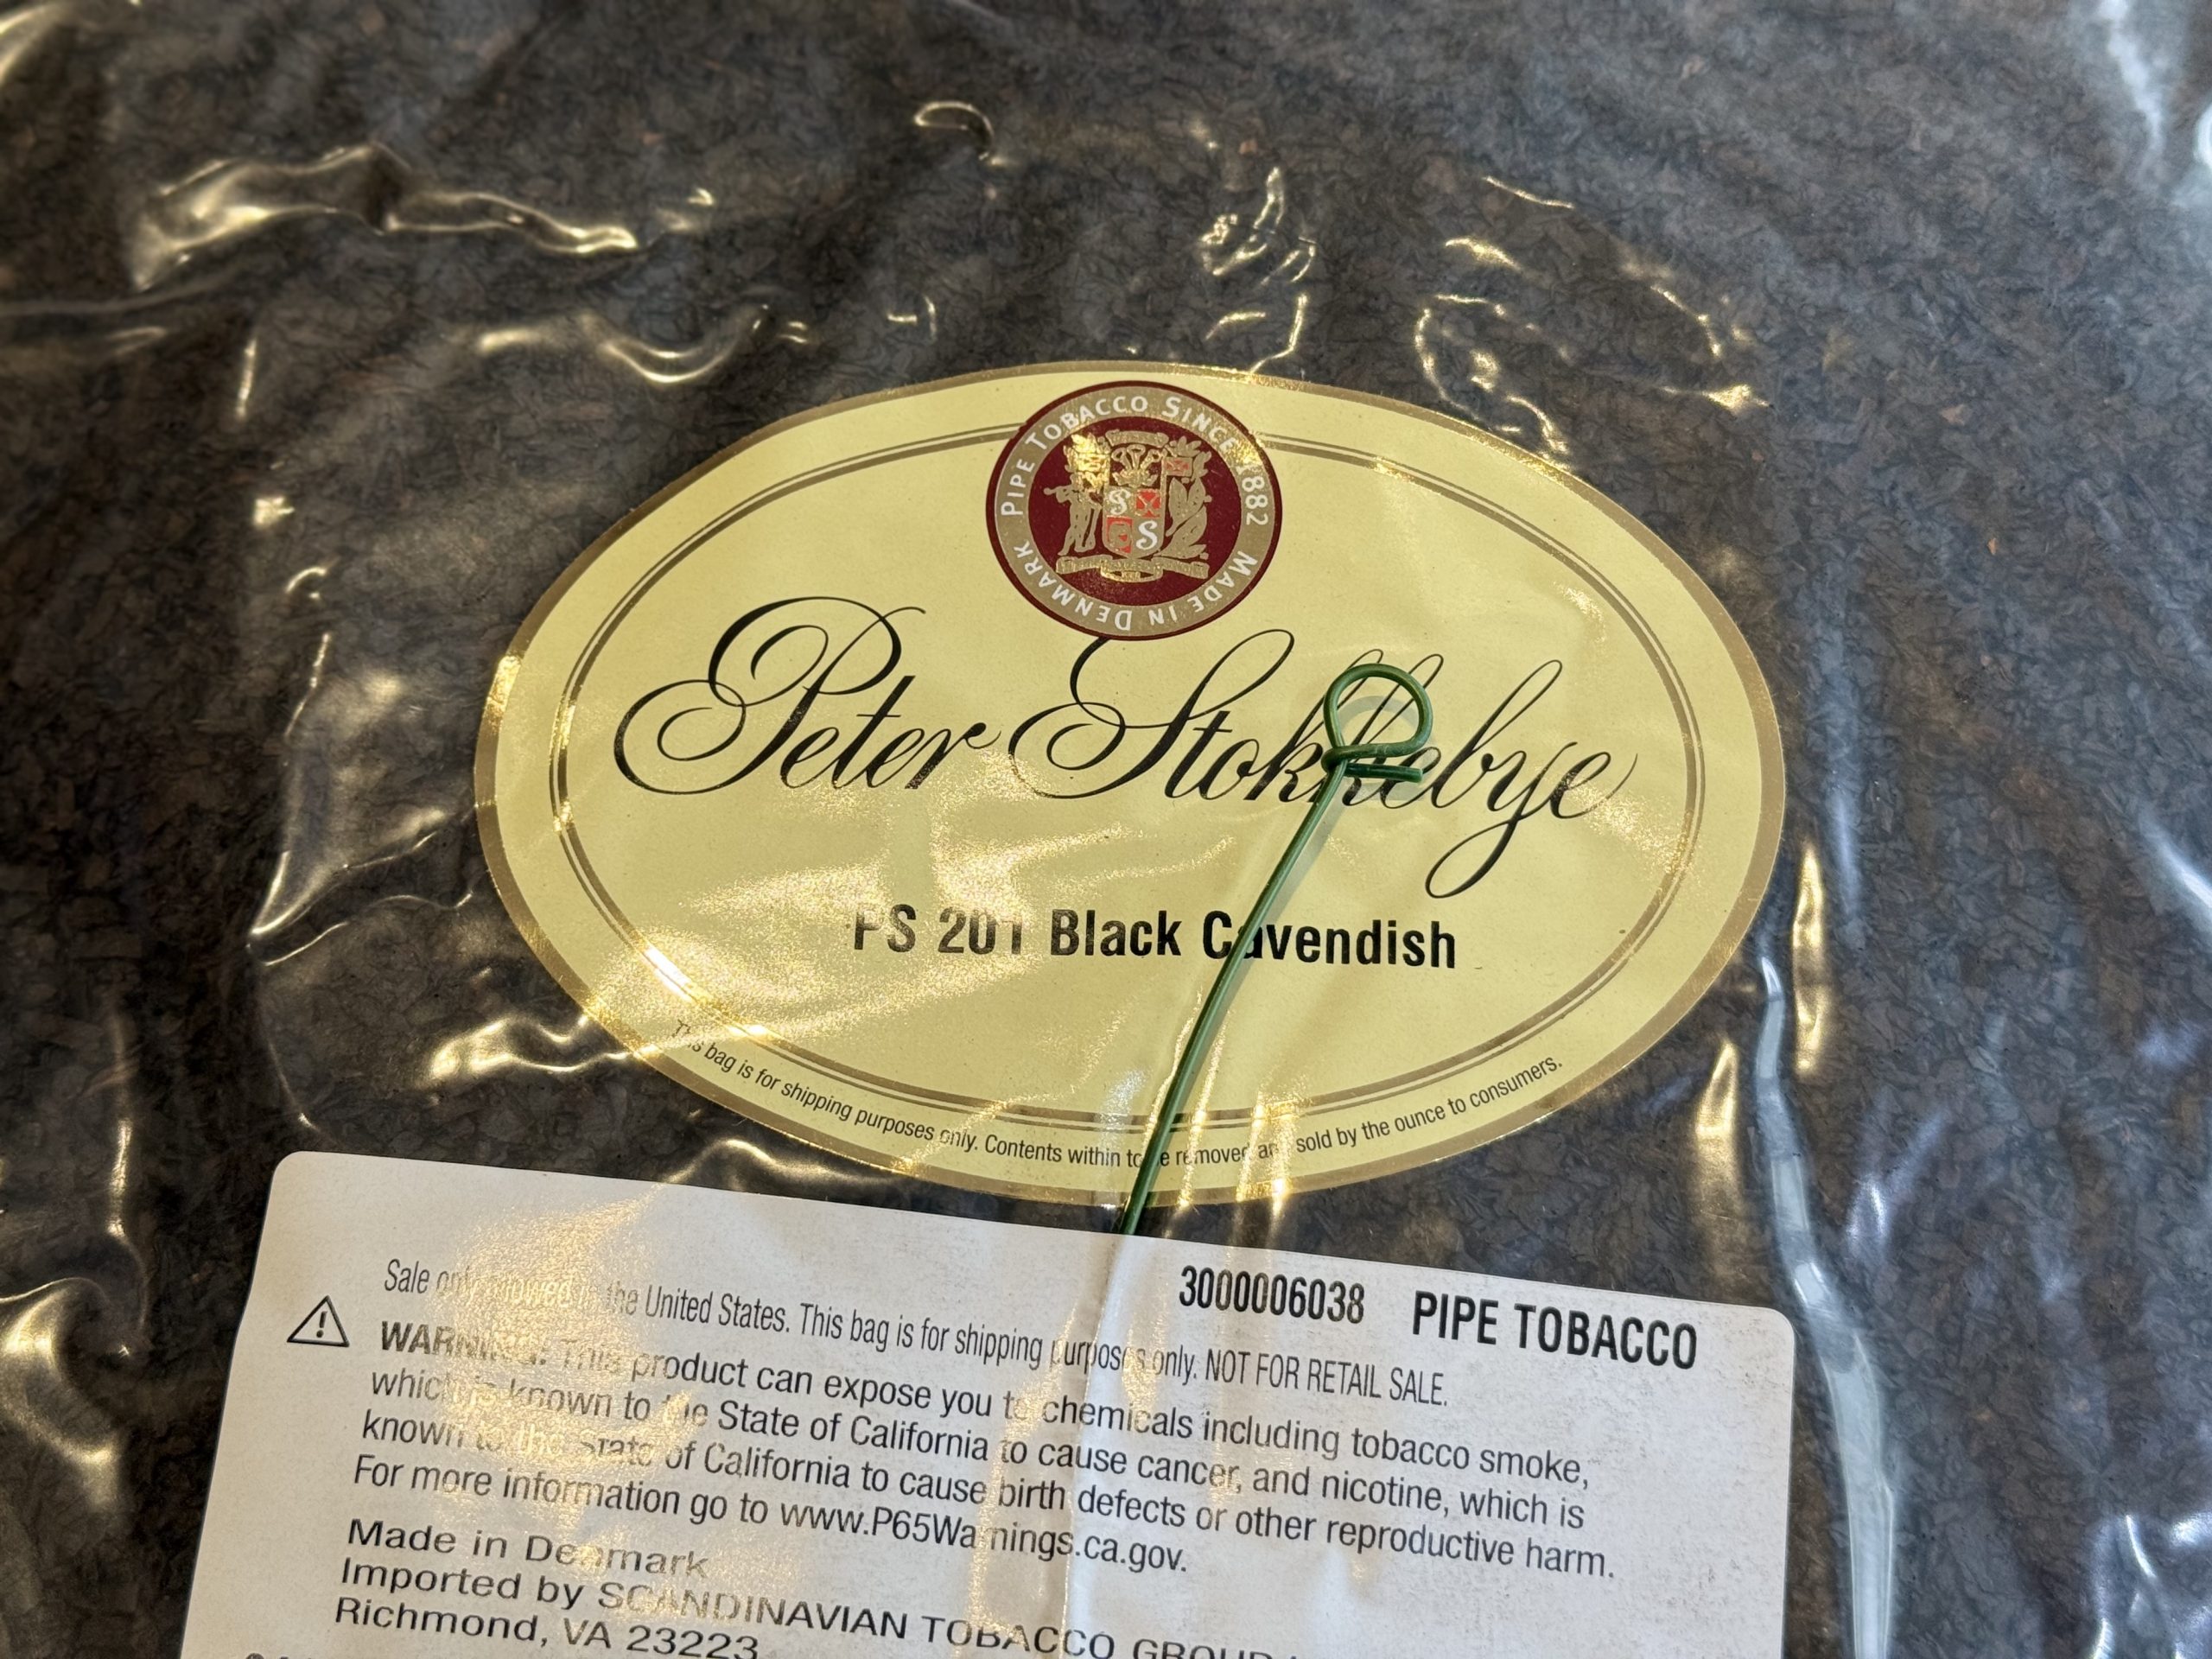 PIPE TOBACCO SINCE 1882
MADE IN DENMARK
S
S
Peter Stokkebye
PS 201 Black Cavendish
This bag is for shipping purposes only. Contents within to be removed and sold by the ounce to consumers.
3000006038 PIPE TOBACCO
Sale only allowed in the United States. This bag is for shipping purposes only. NOT FOR RETAIL SALE.
WARNING: This product can expose you to chemicals including tobacco smoke,
which is known to the State of California to cause cancer, and nicotine, which is
known to the State of California to cause birth defects or other reproductive harm.
For more information go to www.P65Warnings.ca.gov.
Made in Denmark
Imported by SCANDINAVIAN TOBACCO GROUP
Richmond, VA 23223